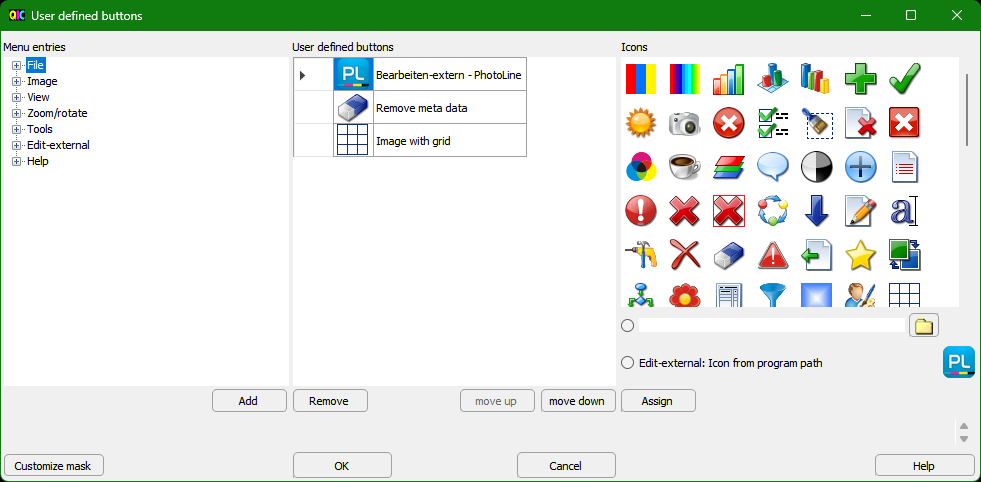 QIC User defined buttons
Menu entries
User defined buttons
Icons
File
Image
View
Zoom/rotate
Tools
Edit-external
Help
PL Bearbeiten-extern - PhotoLine
Remove meta data
Image with grid
a
Edit-external: Icon from program path
PL
Add
Remove
move up
move down
Assign
Customize mask
OK
Cancel
Help